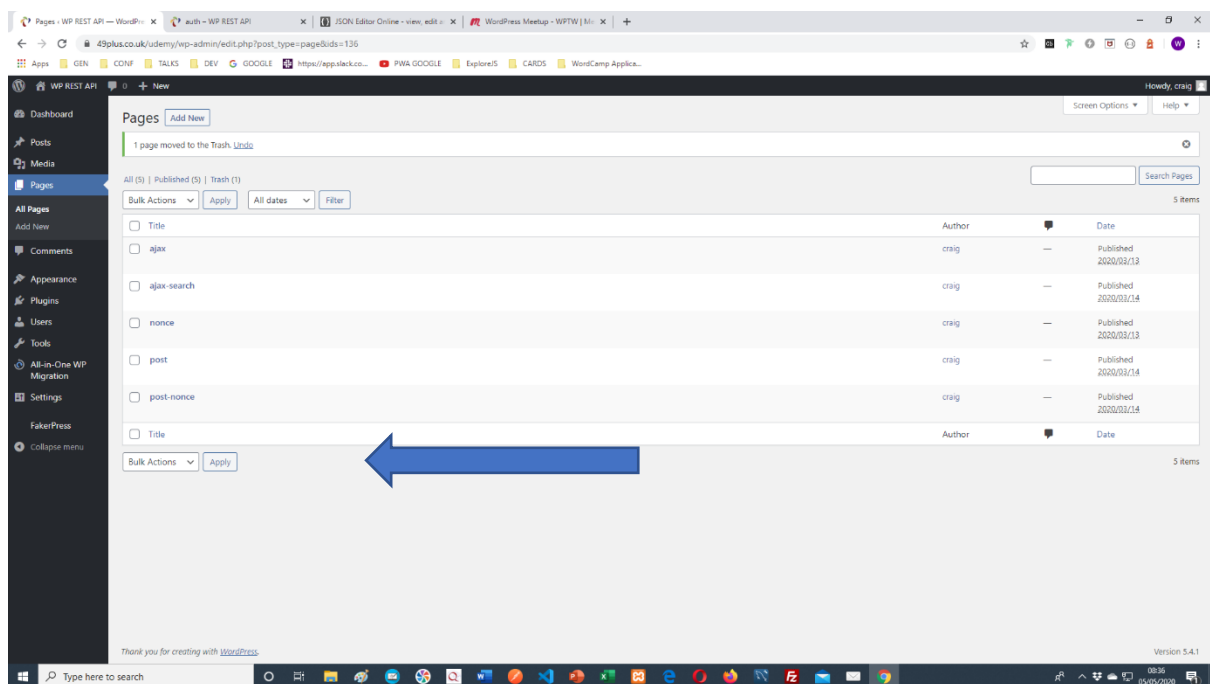 Pages ‹ WP REST API — WordPre
auth – WP REST API
JSON Editor Online - view, edit a
WordPress Meetup - WPTW | Me
49plus.co.uk/udemy/wp-admin/edit.php?post_type=page&ids=136
Apps GEN CONF TALKS DEV GOOGLE https://app.slack.co... PWA GOOGLE ExploreJS CARDS WordCamp Applica...
WP REST API 0 + New Howdy, craig
Dashboard
Posts
Media
Pages
All Pages
Add New
Comments
Appearance
Plugins
Users
Tools
All-in-One WP
Migration
Settings
FakerPress
Collapse menu
Screen Options Help
Pages Add New
1 page moved to the Trash. Undo
All (5) | Published (5) | Trash (1) Search Pages
Bulk Actions Apply All dates Filter 5 items
Title Author Date
ajax craig — Published
2020/03/13
ajax-search craig — Published
2020/03/14
nonce craig — Published
2020/03/13
post craig — Published
2020/03/14
post-nonce craig — Published
2020/03/14
Title Author Date
Bulk Actions Apply 5 items
Thank you for creating with WordPress. Version 5.4.1
Type here to search
08:36
05/05/2020